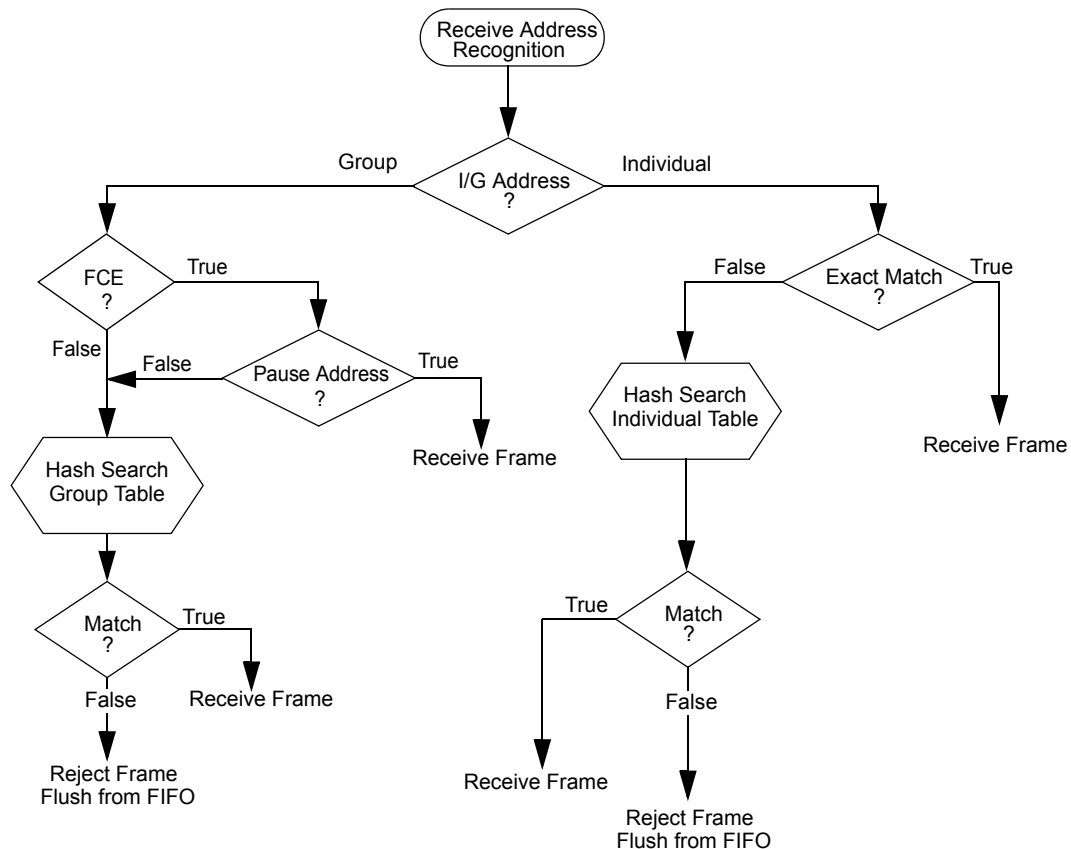 Receive Address
Recognition
Group
I/G Address
?
Individual
FCE
?
True
False
Exact Match
?
True
False
False
Pause Address
?
True
Hash Search
Individual Table
Receive Frame
Receive Frame
Hash Search
Group Table
Match
?
True
True
Match
?
False
Receive Frame
False
Reject Frame
Flush from FIFO
Receive Frame
Reject Frame
Flush from FIFO